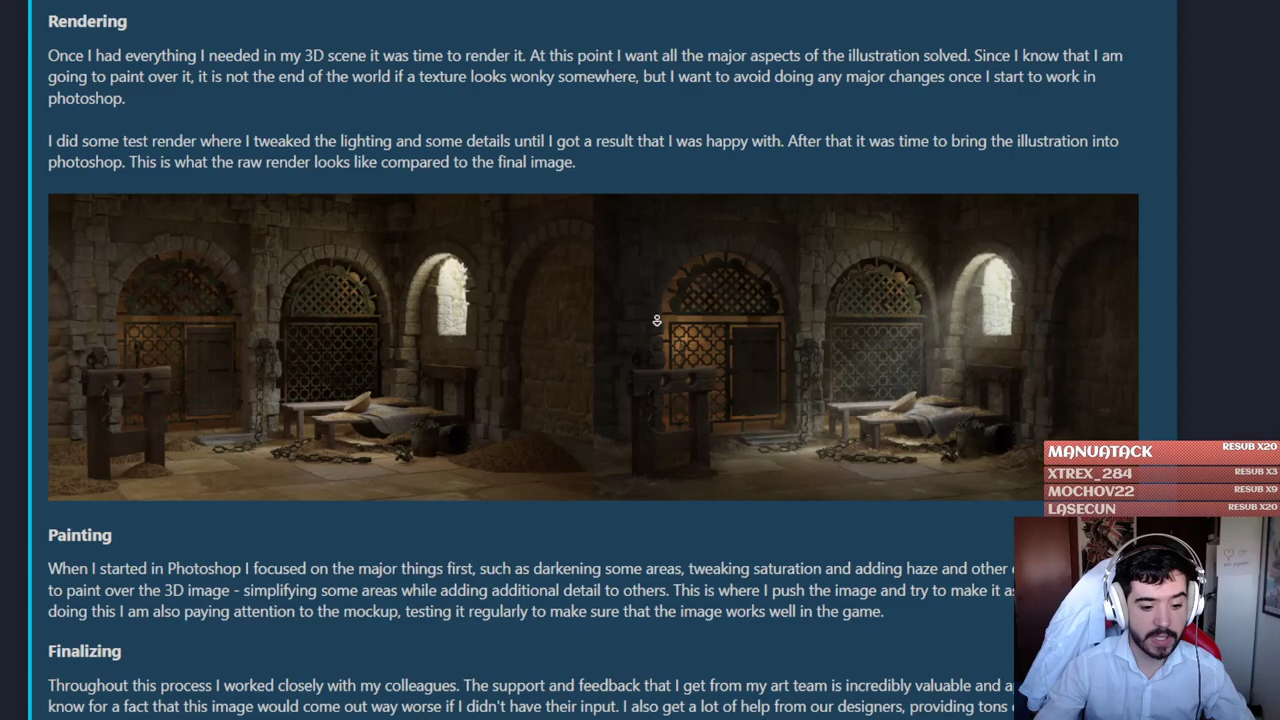 Rendering
Once I had everything I needed in my 3D scene it was time to render it. At this point I want all the major aspects of the illustration solved. Since I know that I am
going to paint over it, it is not the end of the world if a texture looks wonky somewhere, but I want to avoid doing any major changes once I start to work in
photoshop.
I did some test render where I tweaked the lighting and some details until I got a result that I was happy with. After that it was time to bring the illustration into
photoshop. This is what the raw render looks like compared to the final image.
MANUATACK RESUB X20
XTREX_284 RESUB X3
MOCHOV22 RESUB X9
LASECUN RESUB X20
Painting
When I started in Photoshop I focused on the major things first, such as darkening some areas, tweaking saturation and adding haze and other
to paint over the 3D image - simplifying some areas while adding additional detail to others. This is where I push the image and try to make it
doing this I am also paying attention to the mockup, testing it regularly to make sure that the image works well in the game.
Finalizing
Throughout this process I worked closely with my colleagues. The support and feedback that I get from my art team is incredibly valuable and
know for a fact that this image would come out way worse if I didn't have their input. I also get a lot of help from our designers, providing tons